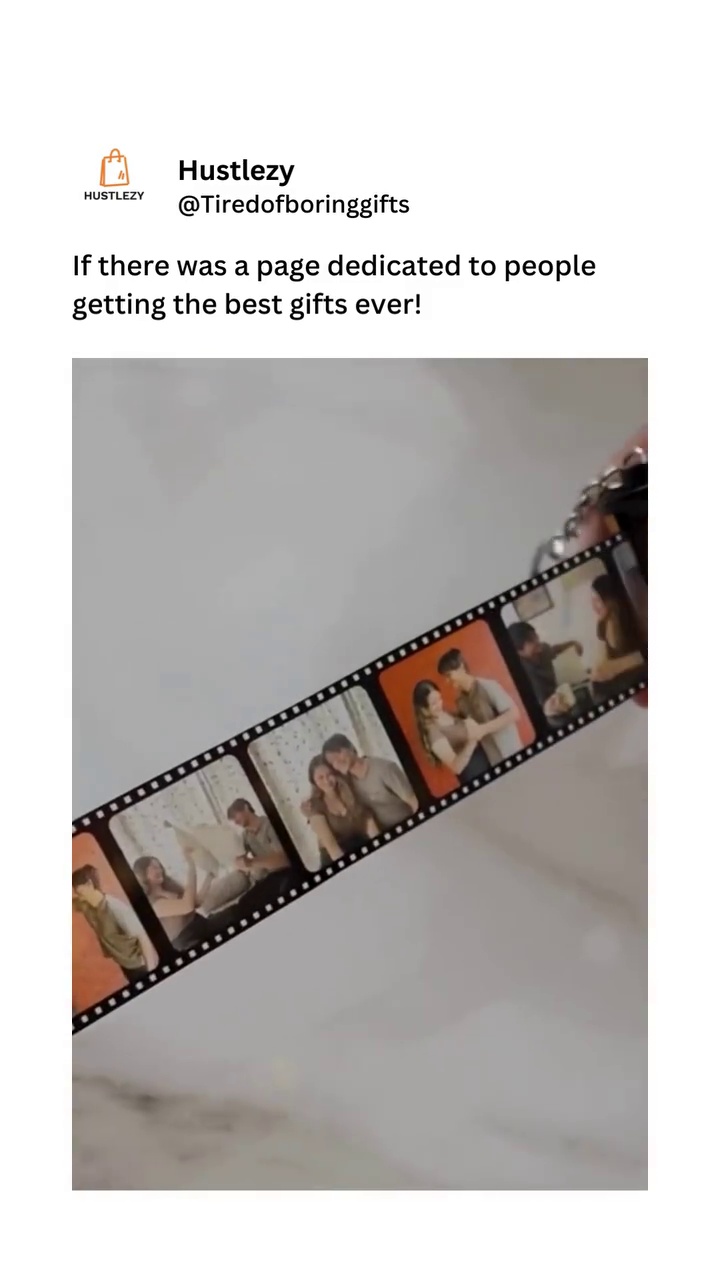 HUSTLEZY
Hustlezy
@Tiredofboringgifts
If there was a page dedicated to people
getting the best gifts ever!